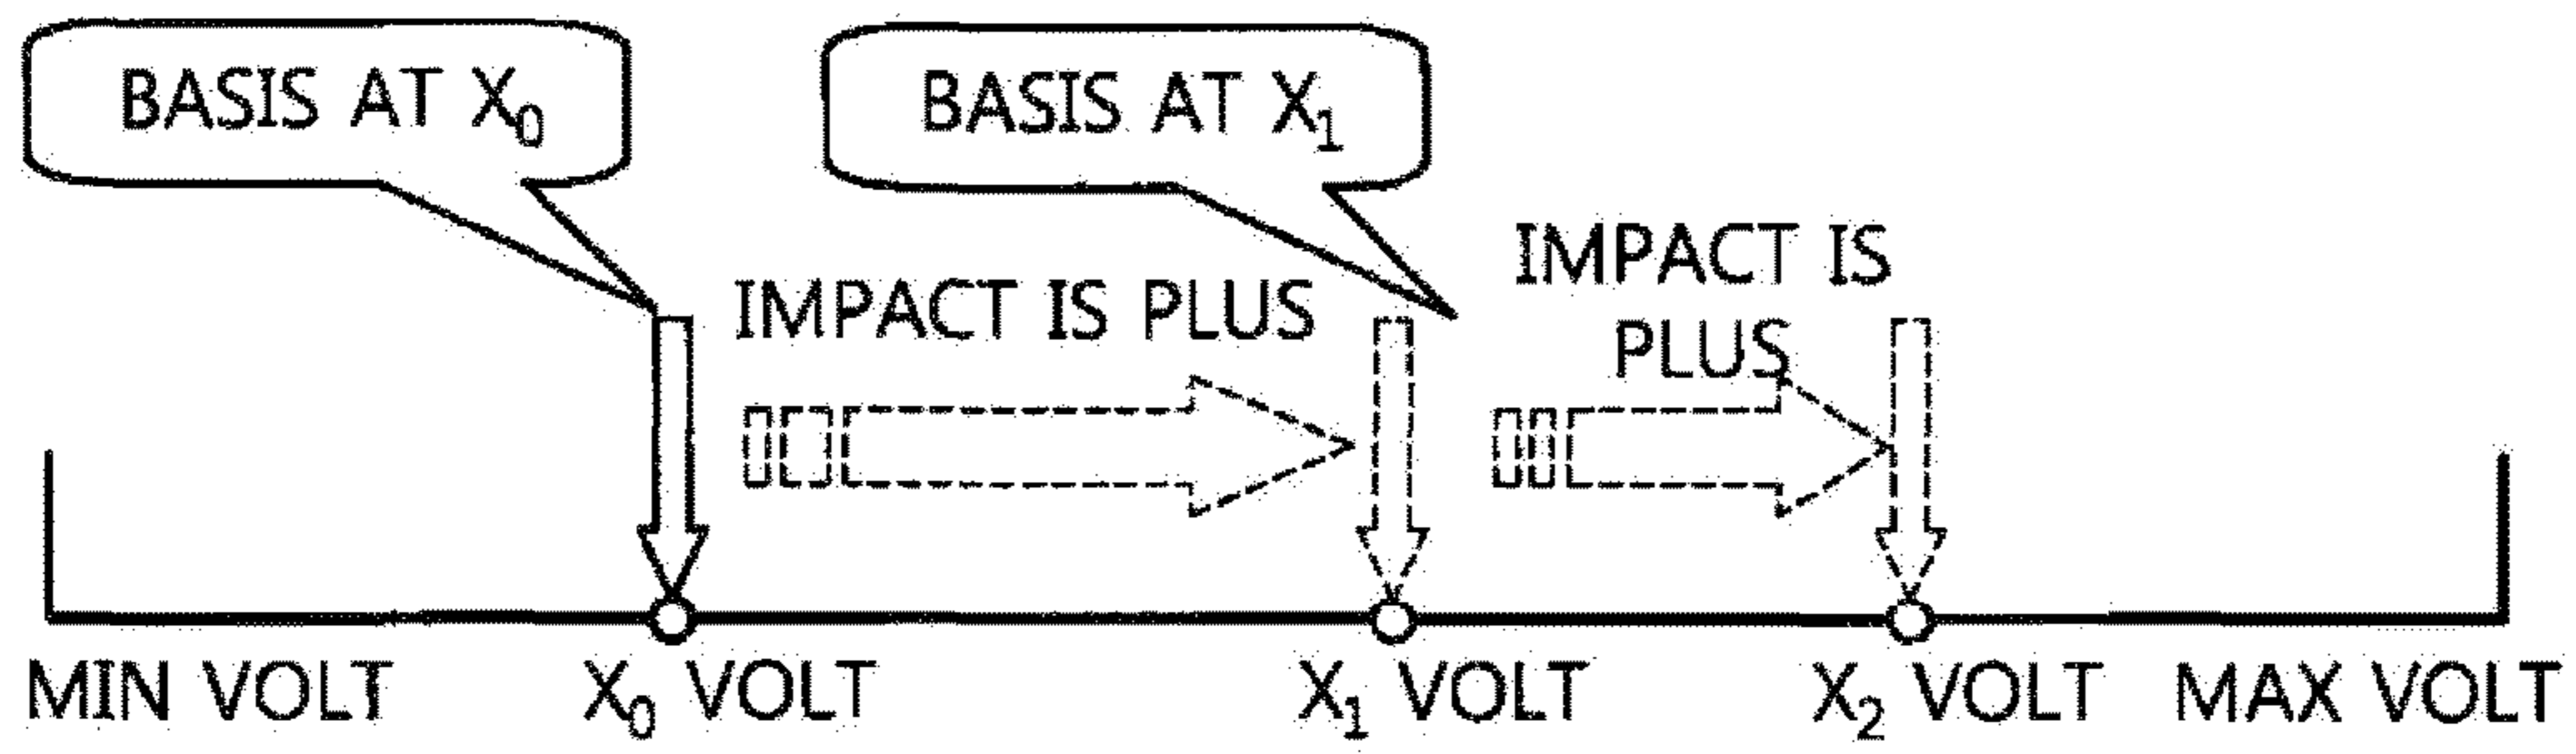 BASIS AT X₀
BASIS AT X₁
IMPACT IS PLUS
IMPACT IS
PLUS
MIN VOLT
X₀ VOLT
X₁ VOLT
X₂ VOLT
MAX VOLT